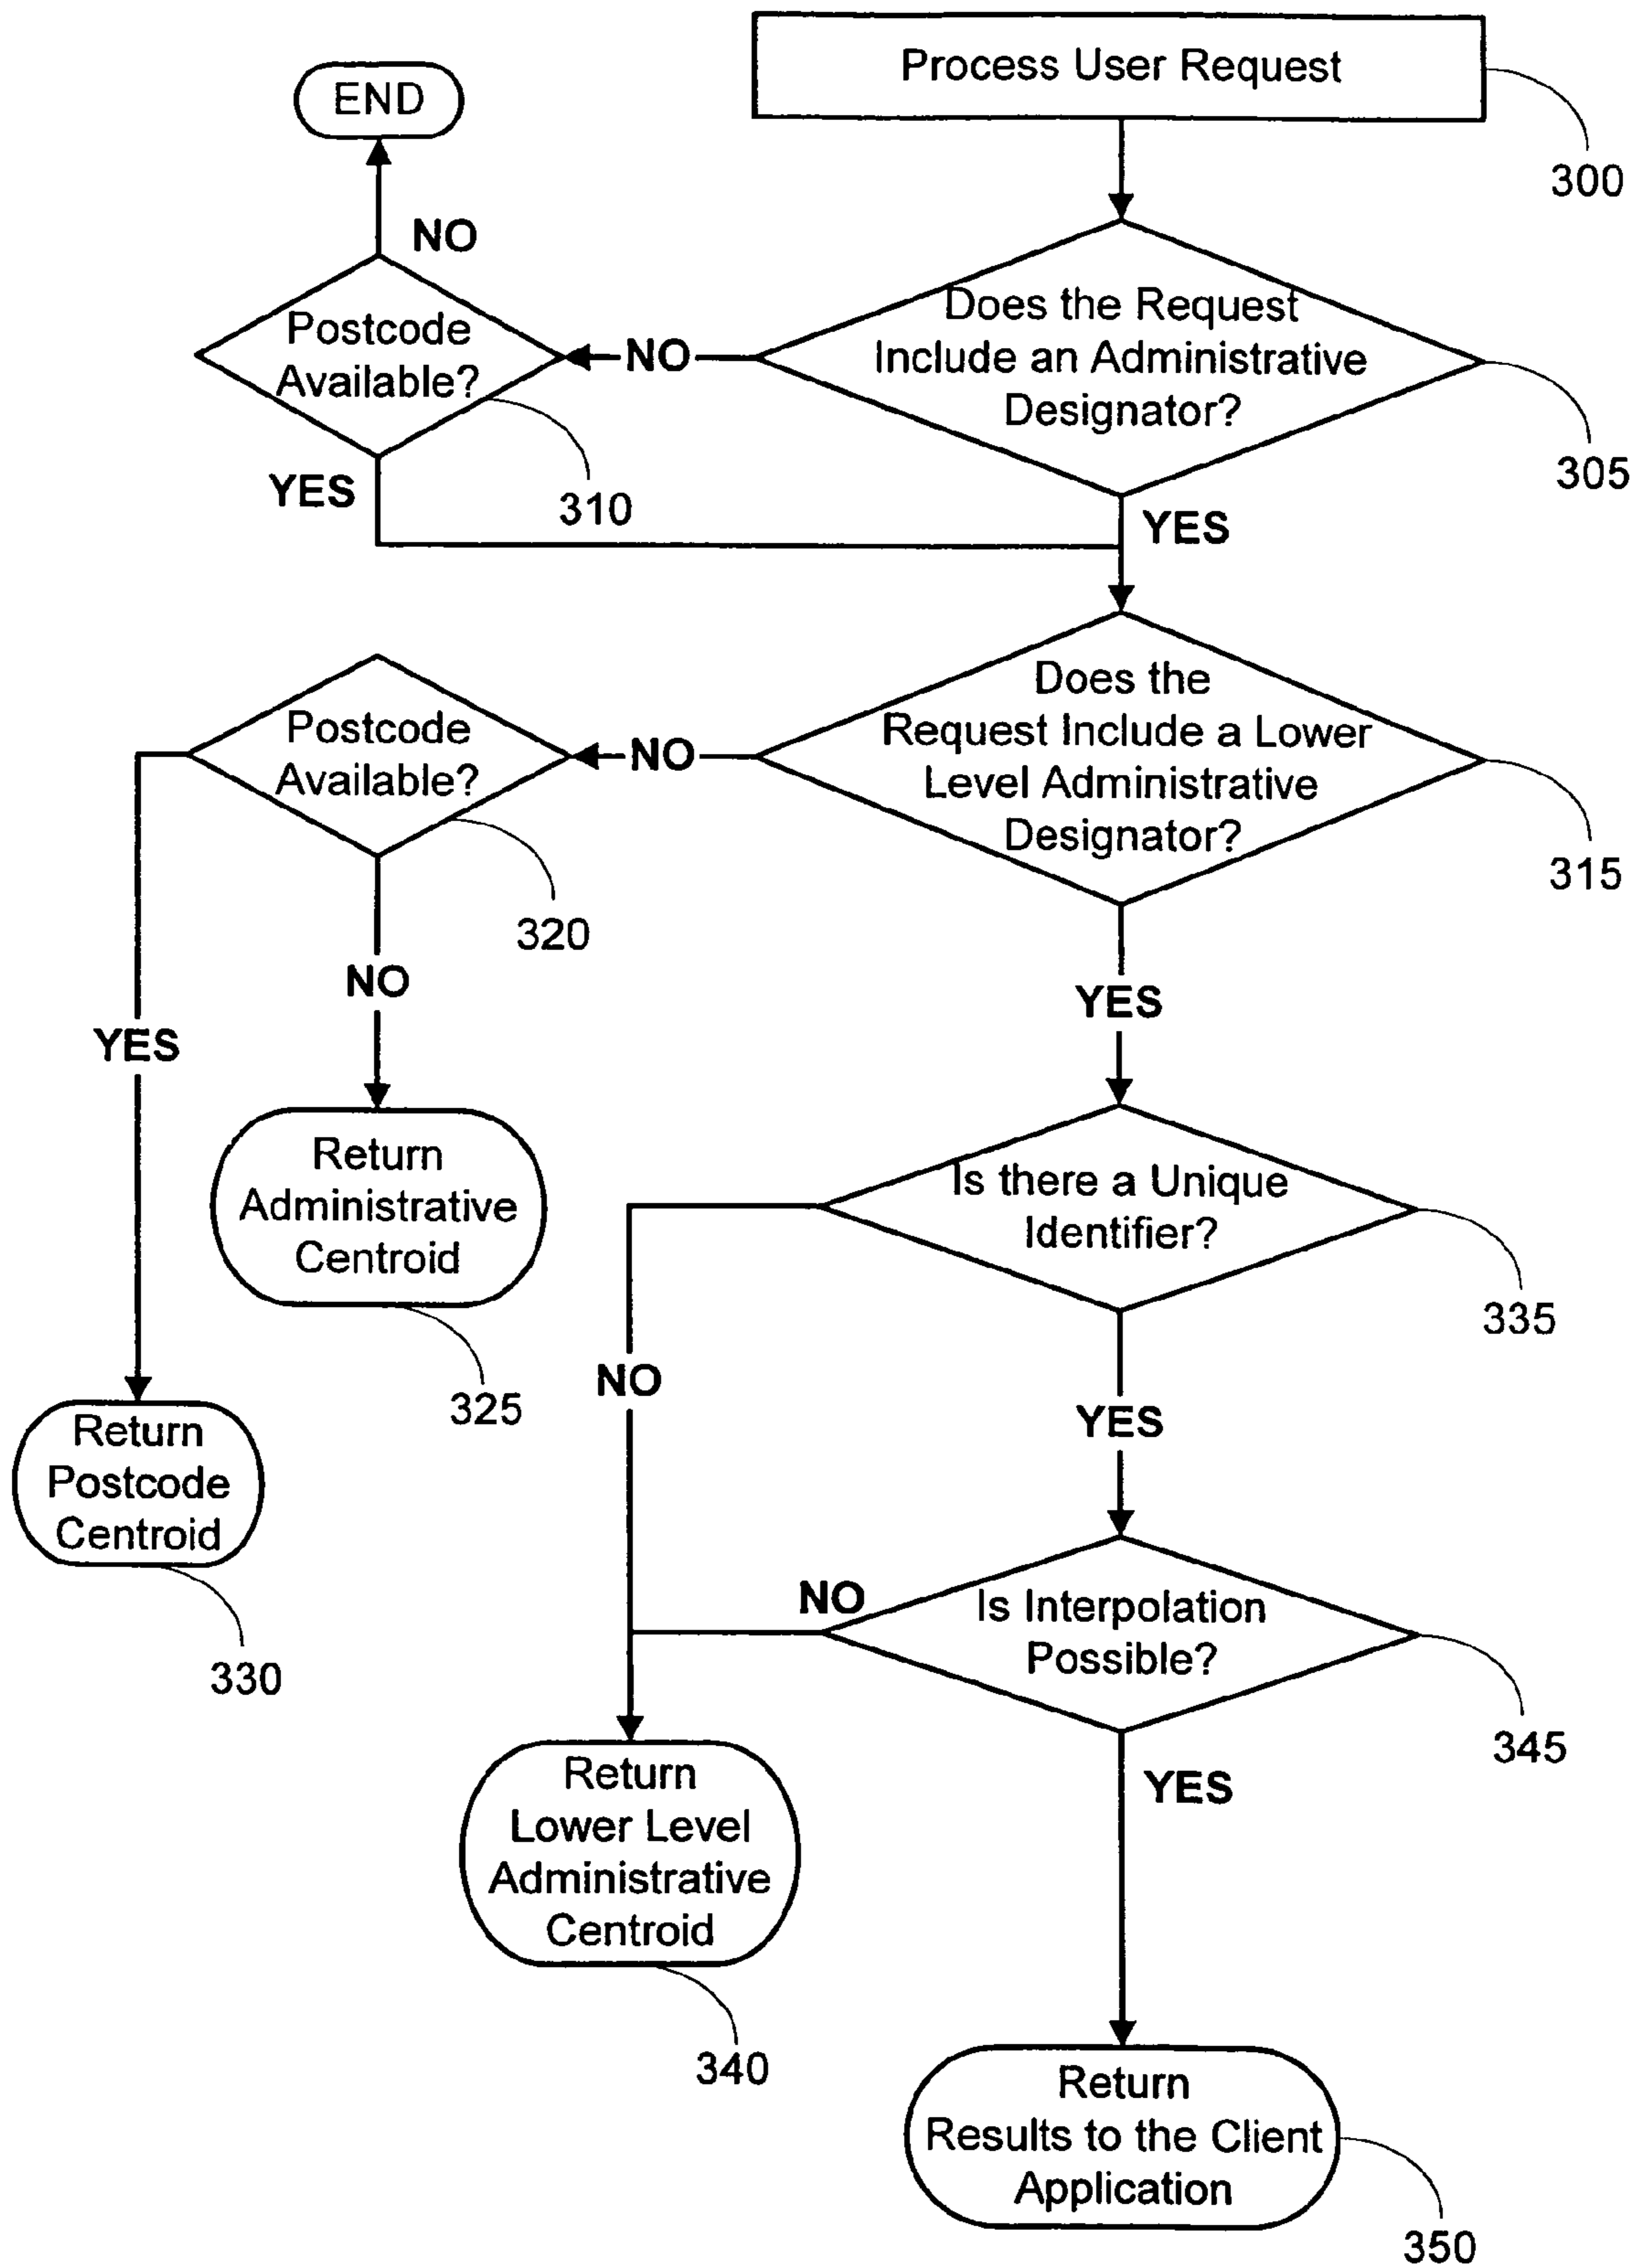 Process User Request
300
END
NO
Does the Request
Include an Administrative
Designator?
305
NO
Postcode
Available?
310
YES
YES
Does the
Request Include a Lower
Level Administrative
Designator?
315
NO
Postcode
Available?
320
NO
YES
YES
Return
Administrative
Centroid
325
Is there a Unique
Identifier?
335
NO
YES
Return
Postcode
Centroid
330
NO
Is Interpolation
Possible?
345
YES
Return
Lower Level
Administrative
Centroid
340
Return
Results to the Client
Application
350